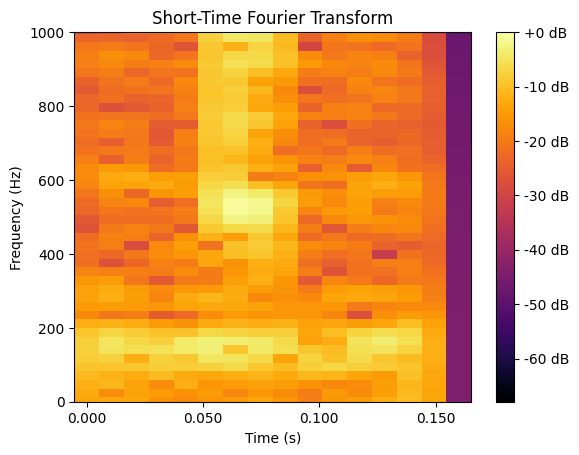 Short-Time Fourier Transform
1000
800
600
400
200
0
Frequency (Hz)
0.000
0.050
0.100
0.150
Time (s)
+0 dB
-10 dB
-20 dB
-30 dB
-40 dB
-50 dB
-60 dB